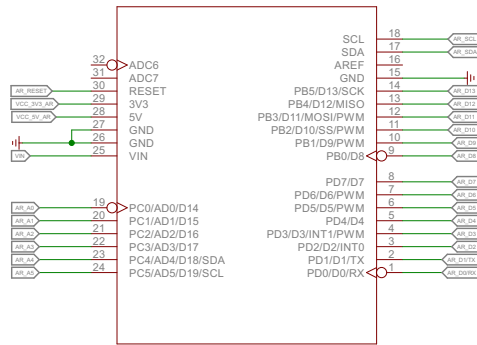 SCL 18 AR_SCL
SDA 17 AR_SDA
32 ADC6 AREF 16
31 ADC7 GND 15
AR_RESET 30 RESET PB5/D13/SCK 14 AR_D13
VCC_3V3_AR 29 3V3 PB4/D12/MISO 13 AR_D12
VCC_5V_AR 28 5V PB3/D11/MOSI/PWM 12 AR_D11
27 GND PB2/D10/SS/PWM 11 AR_D10
26 GND PB1/D9/PWM 10 AR_D9
VIN 25 VIN PB0/D8 9 AR_D8
PD7/D7 8 AR_D7
PD6/D6/PWM 7 AR_D6
AR_A0 19 PC0/AD0/D14 PD5/D5/PWM 6 AR_D5
AR_A1 20 PC1/AD1/D15 PD4/D4 5 AR_D4
AR_A2 21 PC2/AD2/D16 PD3/D3/INT1/PWM 4 AR_D3
AR_A3 22 PC3/AD3/D17 PD2/D2/INT0 3 AR_D2
AR_A4 23 PC4/AD4/D18/SDA PD1/D1/TX 2 AR_D1/TX
AR_A5 24 PC5/AD5/D19/SCL PD0/D0/RX 1 AR_D0/RX